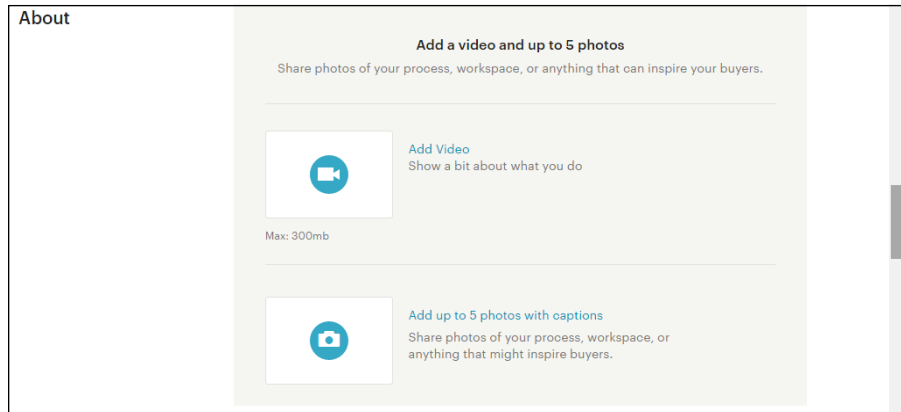 About
Add a video and up to 5 photos
Share photos of your process, workspace, or anything that can inspire your buyers.
Add Video
Show a bit about what you do
Max: 300mb
Add up to 5 photos with captions
Share photos of your process, workspace, or
anything that might inspire buyers.